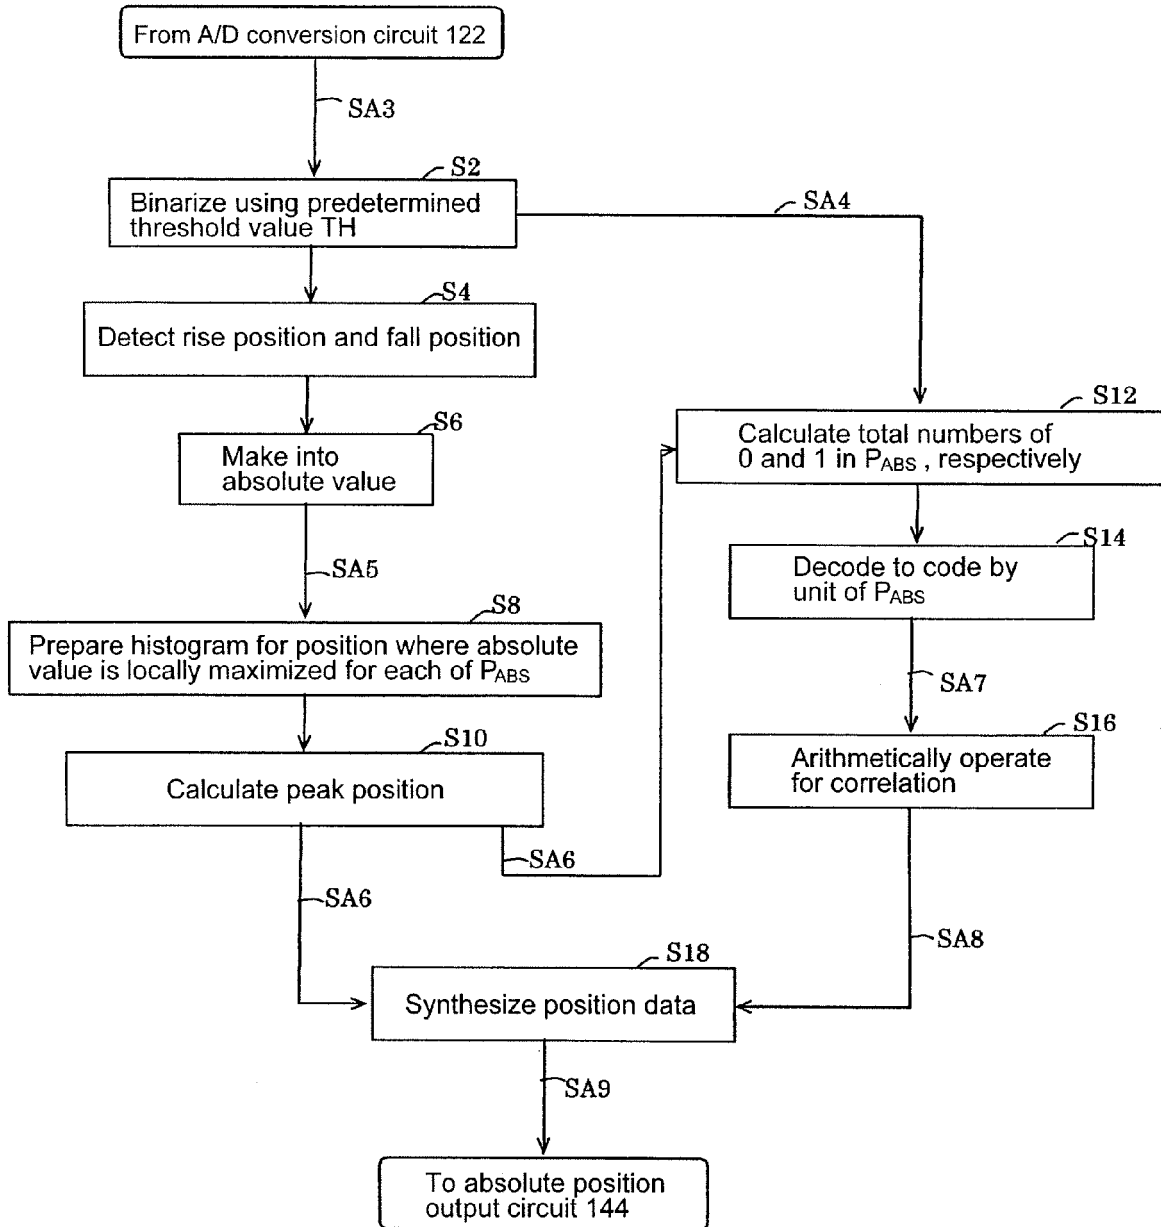 From A/D conversion circuit 122
SA3
S2
Binarize using predetermined
threshold value TH
SA4
S4
Detect rise position and fall position
S6
Make into
absolute value
S12
Calculate total numbers of
0 and 1 in PABS , respectively
SA5
S14
Decode to code by
unit of PABS
S8
Prepare histogram for position where absolute
value is locally maximized for each of PABS
SA7
S10
Calculate peak position
S16
Arithmetically operate
for correlation
SA6
SA6
SA8
S18
Synthesize position data
SA9
To absolute position
output circuit 144